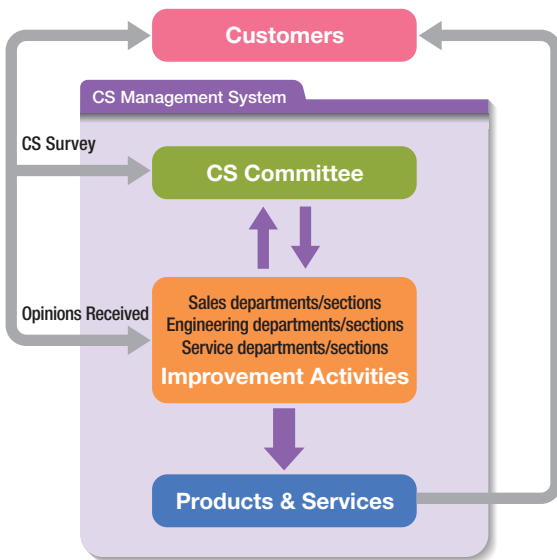 Customers
CS Management System
CS Survey
CS Committee
Opinions Received
Sales departments/sections
Engineering departments/sections
Service departments/sections
Improvement Activities
Products & Services